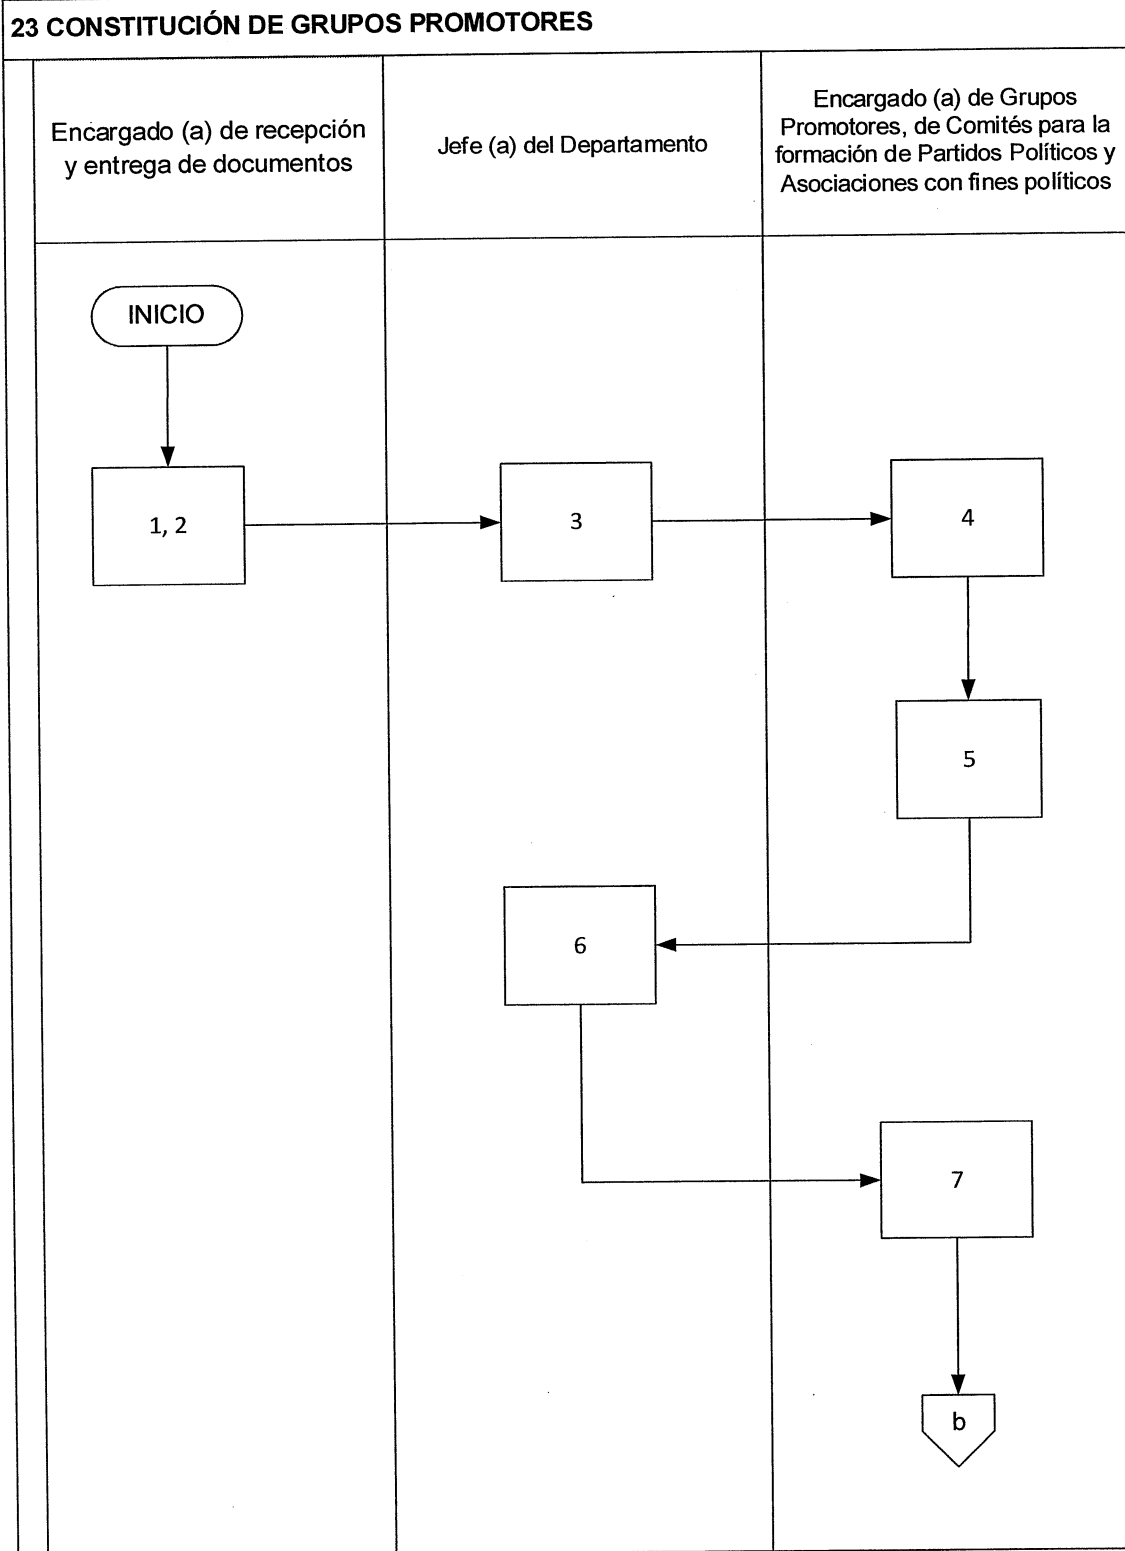 23 CONSTITUCIÓN DE GRUPOS PROMOTORES
Encargado (a) de recepción
y entrega de documentos
Jefe (a) del Departamento
Encargado (a) de Grupos
Promotores, de Comités para la
formación de Partidos Políticos y
Asociaciones con fines políticos
INICIO
1, 2
3
4
5
6
7
b